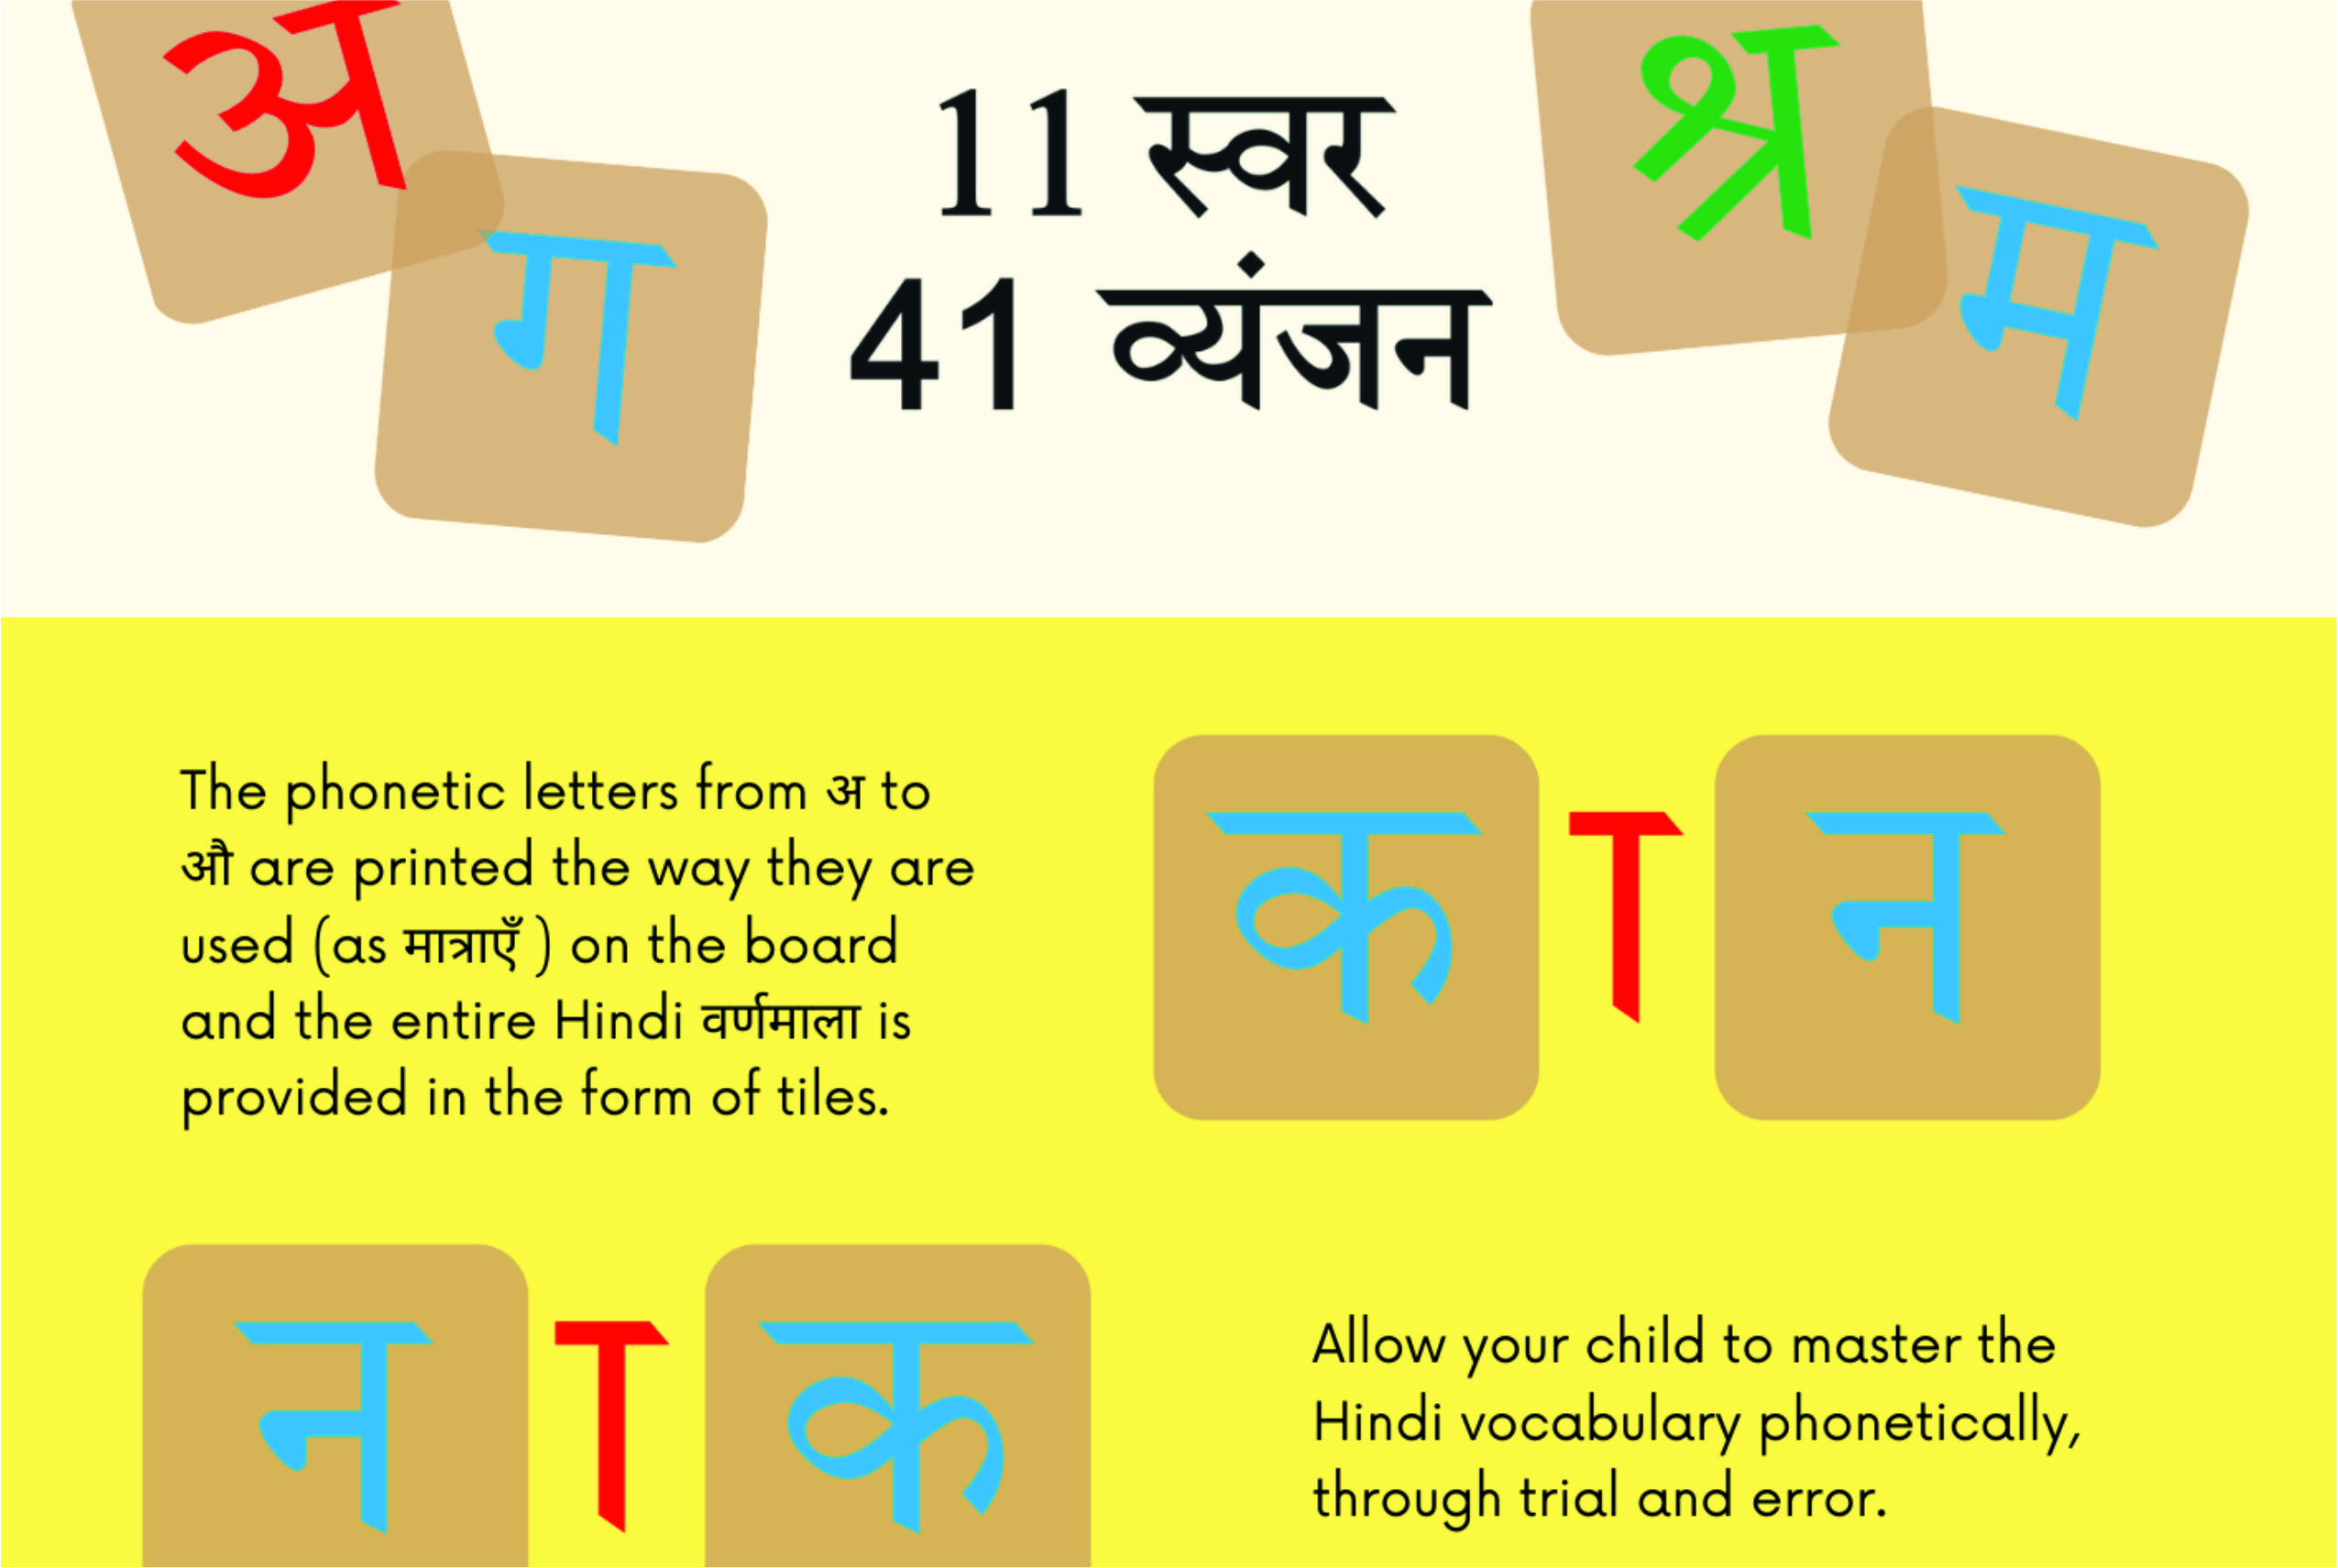 अ
ग
11 स्वर
41 व्यंजन
श्र
म
The phonetic letters from अ to
औ are printed the way they are
used (as मात्राएँ ) on the board
and the entire Hindi वर्णमाला is
provided in the form of tiles.
क ा न
न ा क
Allow your child to master the
Hindi vocabulary phonetically,
through trial and error.